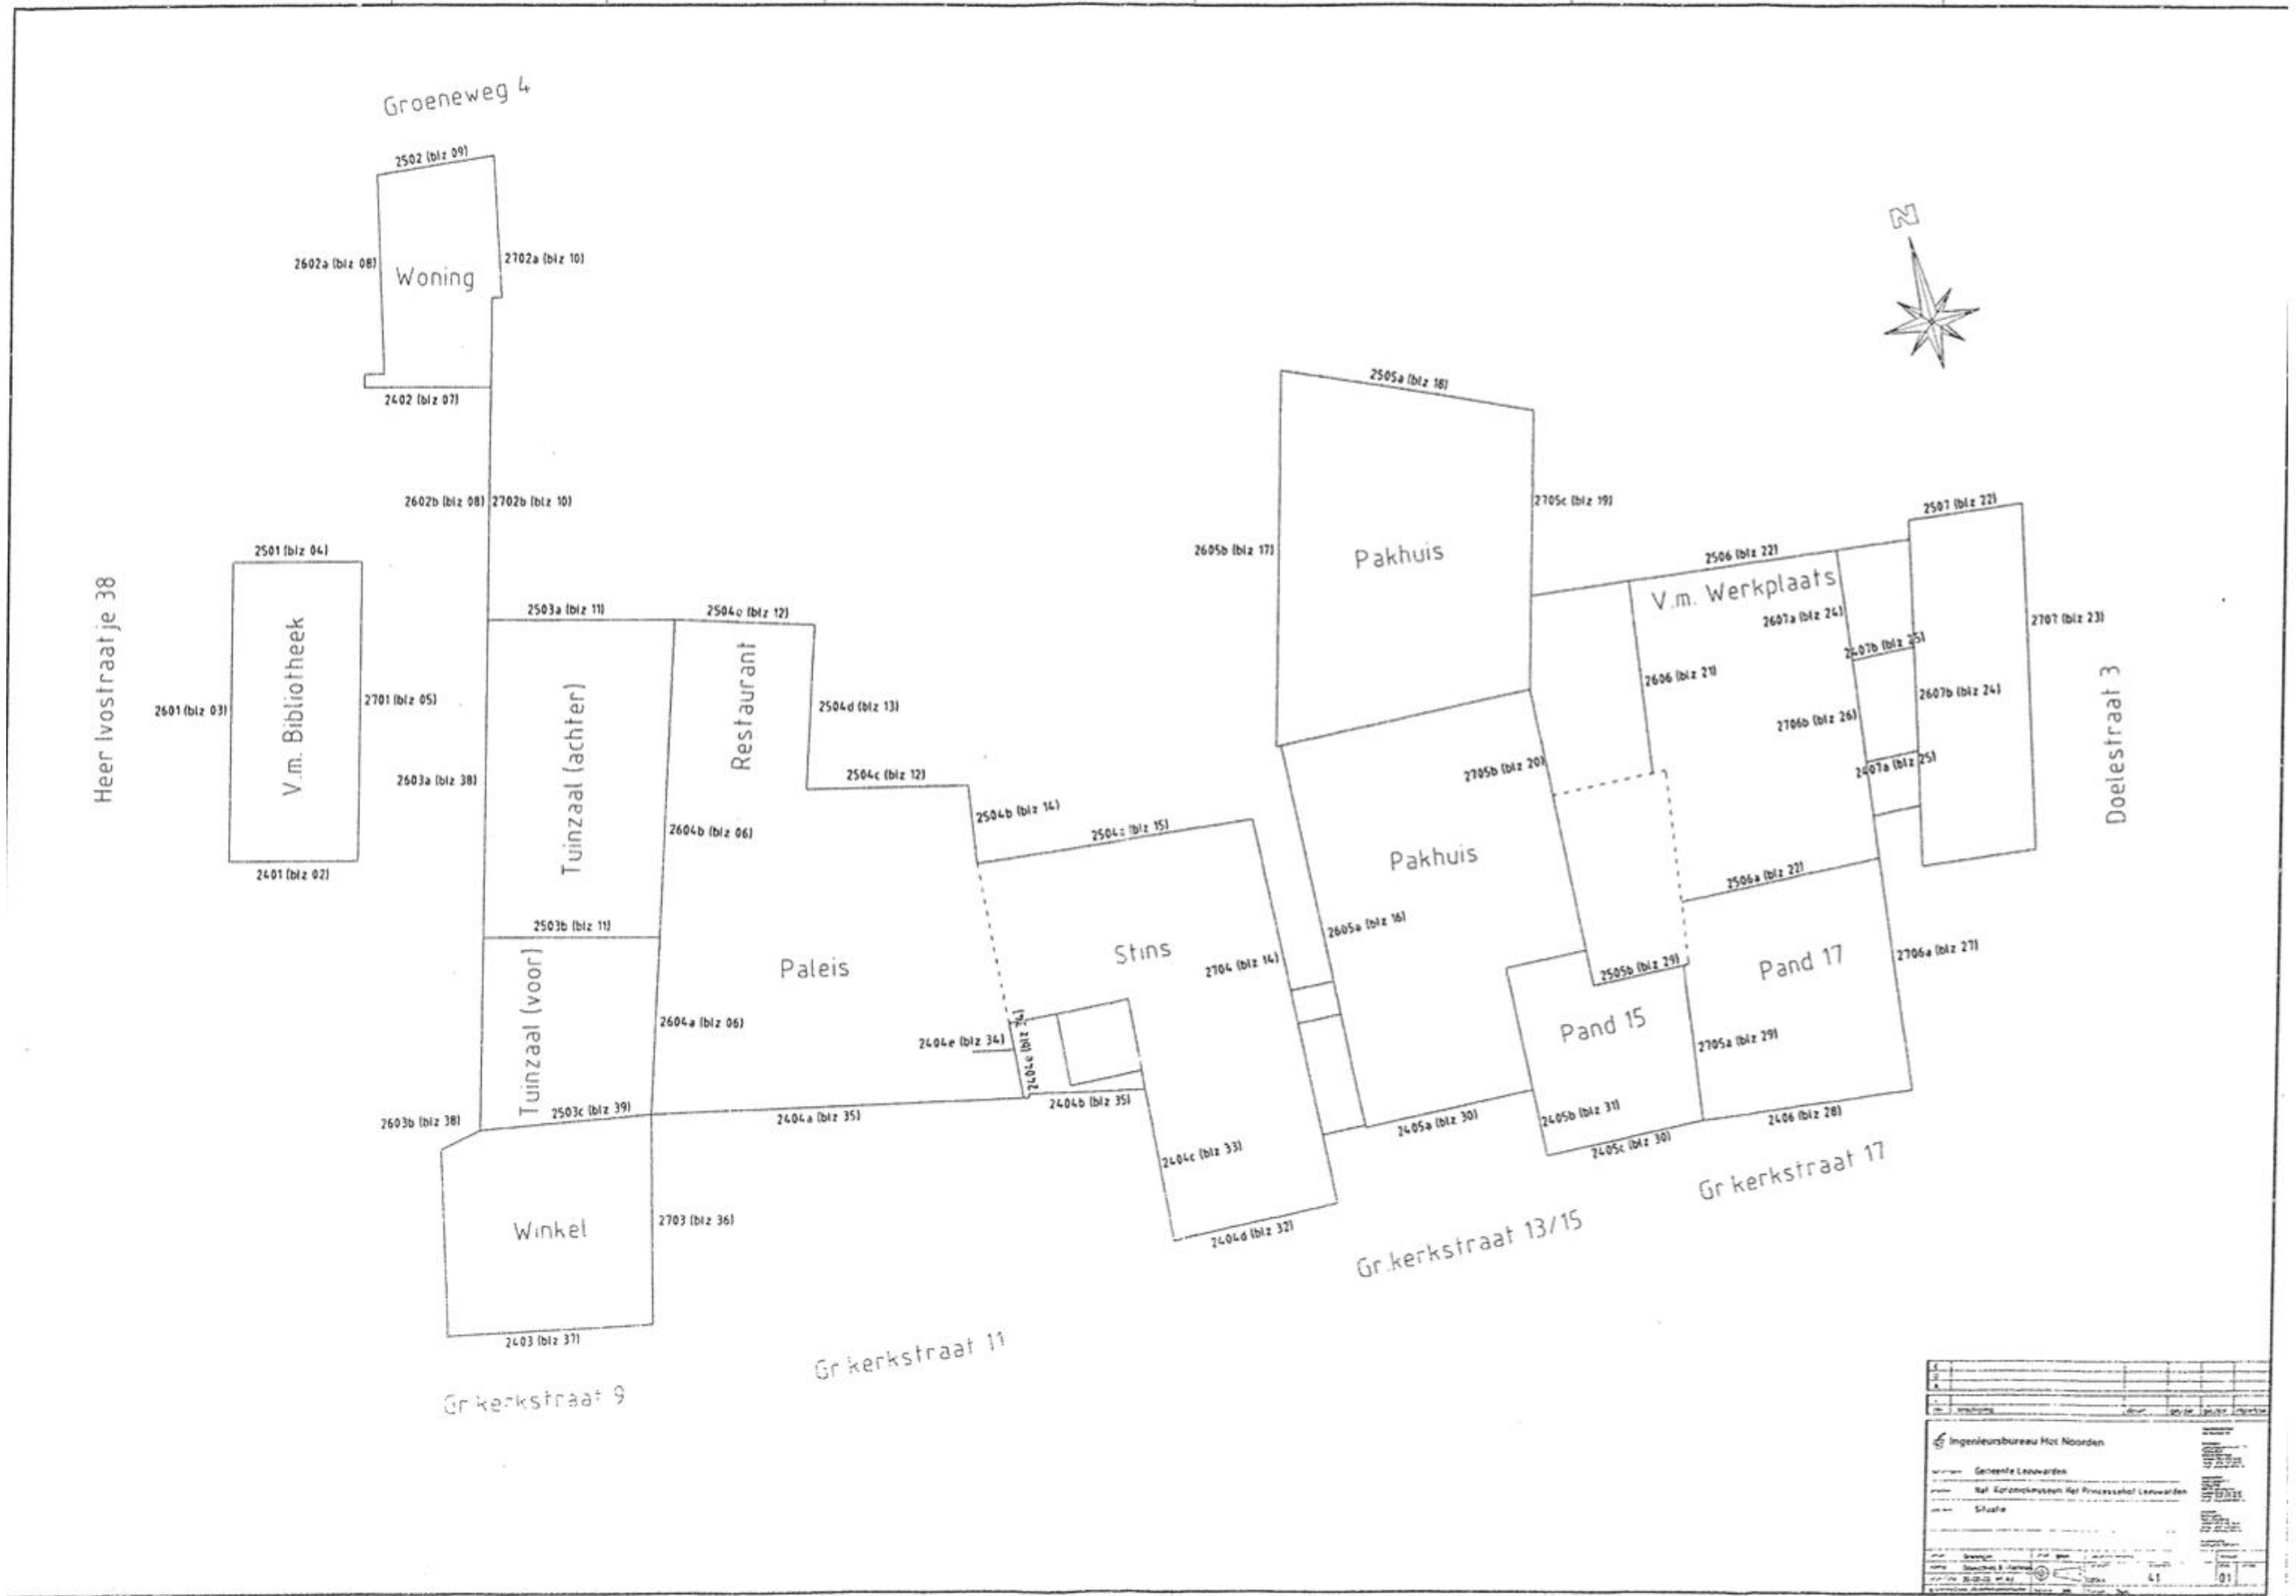 Groeneweg 4
2502 (blz 09)
2602a (blz 08)
Woning
2702a (blz 10)
2402 (blz 07)
N
2505a (blz 18)
2605b (blz 17)
Pakhuis
2705c (blz 19)
2602b (blz 08)
2702b (blz 10)
2507 (blz 22)
2506 (blz 22)
V.m. Werkplaats
2607a (blz 24)
2407b (blz 25)
2707 (blz 23)
2606 (blz 21)
2607b (blz 24)
2706b (blz 26)
2407a (blz 25)
Doelestraat 3
2705b (blz 20)
Heer Ivostraatje 38
2501 (blz 04)
2601 (blz 03)
V.m. Bibliotheek
2701 (blz 05)
2401 (blz 02)
2503a (blz 11)
2504e (blz 12)
Restaurant
2504d (blz 13)
2603a (blz 38)
Tuinzaal (achter)
2504c (blz 12)
2604b (blz 06)
2504b (blz 14)
2504a (blz 15)
Pakhuis
2506a (blz 22)
2503b (blz 11)
Paleis
Stins
2704 (blz 14)
2605a (blz 16)
2505b (blz 29)
Pand 17
2706a (blz 27)
Tuinzaal (voor)
2604a (blz 06)
2404e (blz 34)
2404e (blz 34)
Pand 15
2705a (blz 29)
2603b (blz 38)
2503c (blz 39)
2404a (blz 35)
2404b (blz 35)
2405a (blz 30)
2405b (blz 31)
2406 (blz 28)
2405c (blz 30)
2404c (blz 33)
Gr kerkstraat 17
Winkel
2703 (blz 36)
2404d (blz 32)
Gr.kerkstraat 13/15
2403 (blz 37)
Gr kerkstraat 11
Gr kerkstraat 9
Ingenieursbureau Het Noorden
Gemeente Leeuwarden
Nat Keramiekmuseum Het Princessehof Leeuwarden
Situatie
41
01